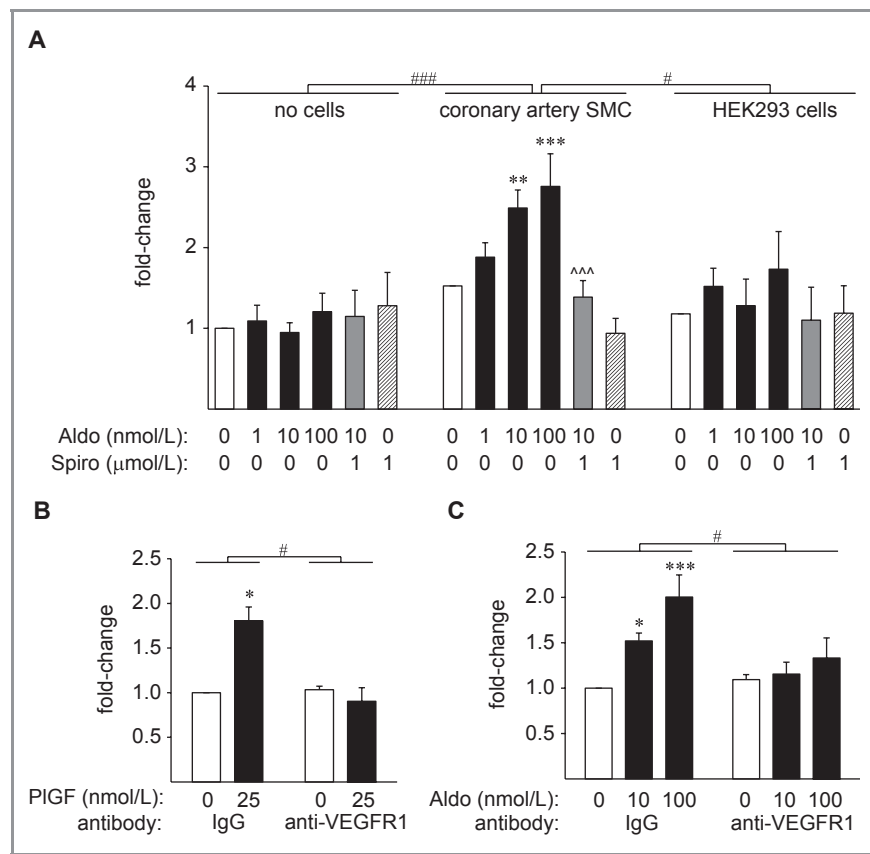 A
### #
no cells coronary artery SMC HEK293 cells
4
3
2
1
fold-change
** *** ^^^
Aldo (nmol/L): 0 1 10 100 10 0 0 1 10 100 10 0 0 1 10 100 10 0
Spiro (μmol/L): 0 0 0 0 1 1 0 0 0 0 1 1 0 0 0 0 1 1
B
#
2.5
2.0
1.5
1.0
0.5
fold-change
*
PlGF (nmol/L): 0 25 0 25
antibody: IgG anti-VEGFR1
C
#
2.5
2.0
1.5
1.0
0.5
fold-change
* ***
Aldo (nmol/L): 0 10 100 0 10 100
antibody: IgG anti-VEGFR1